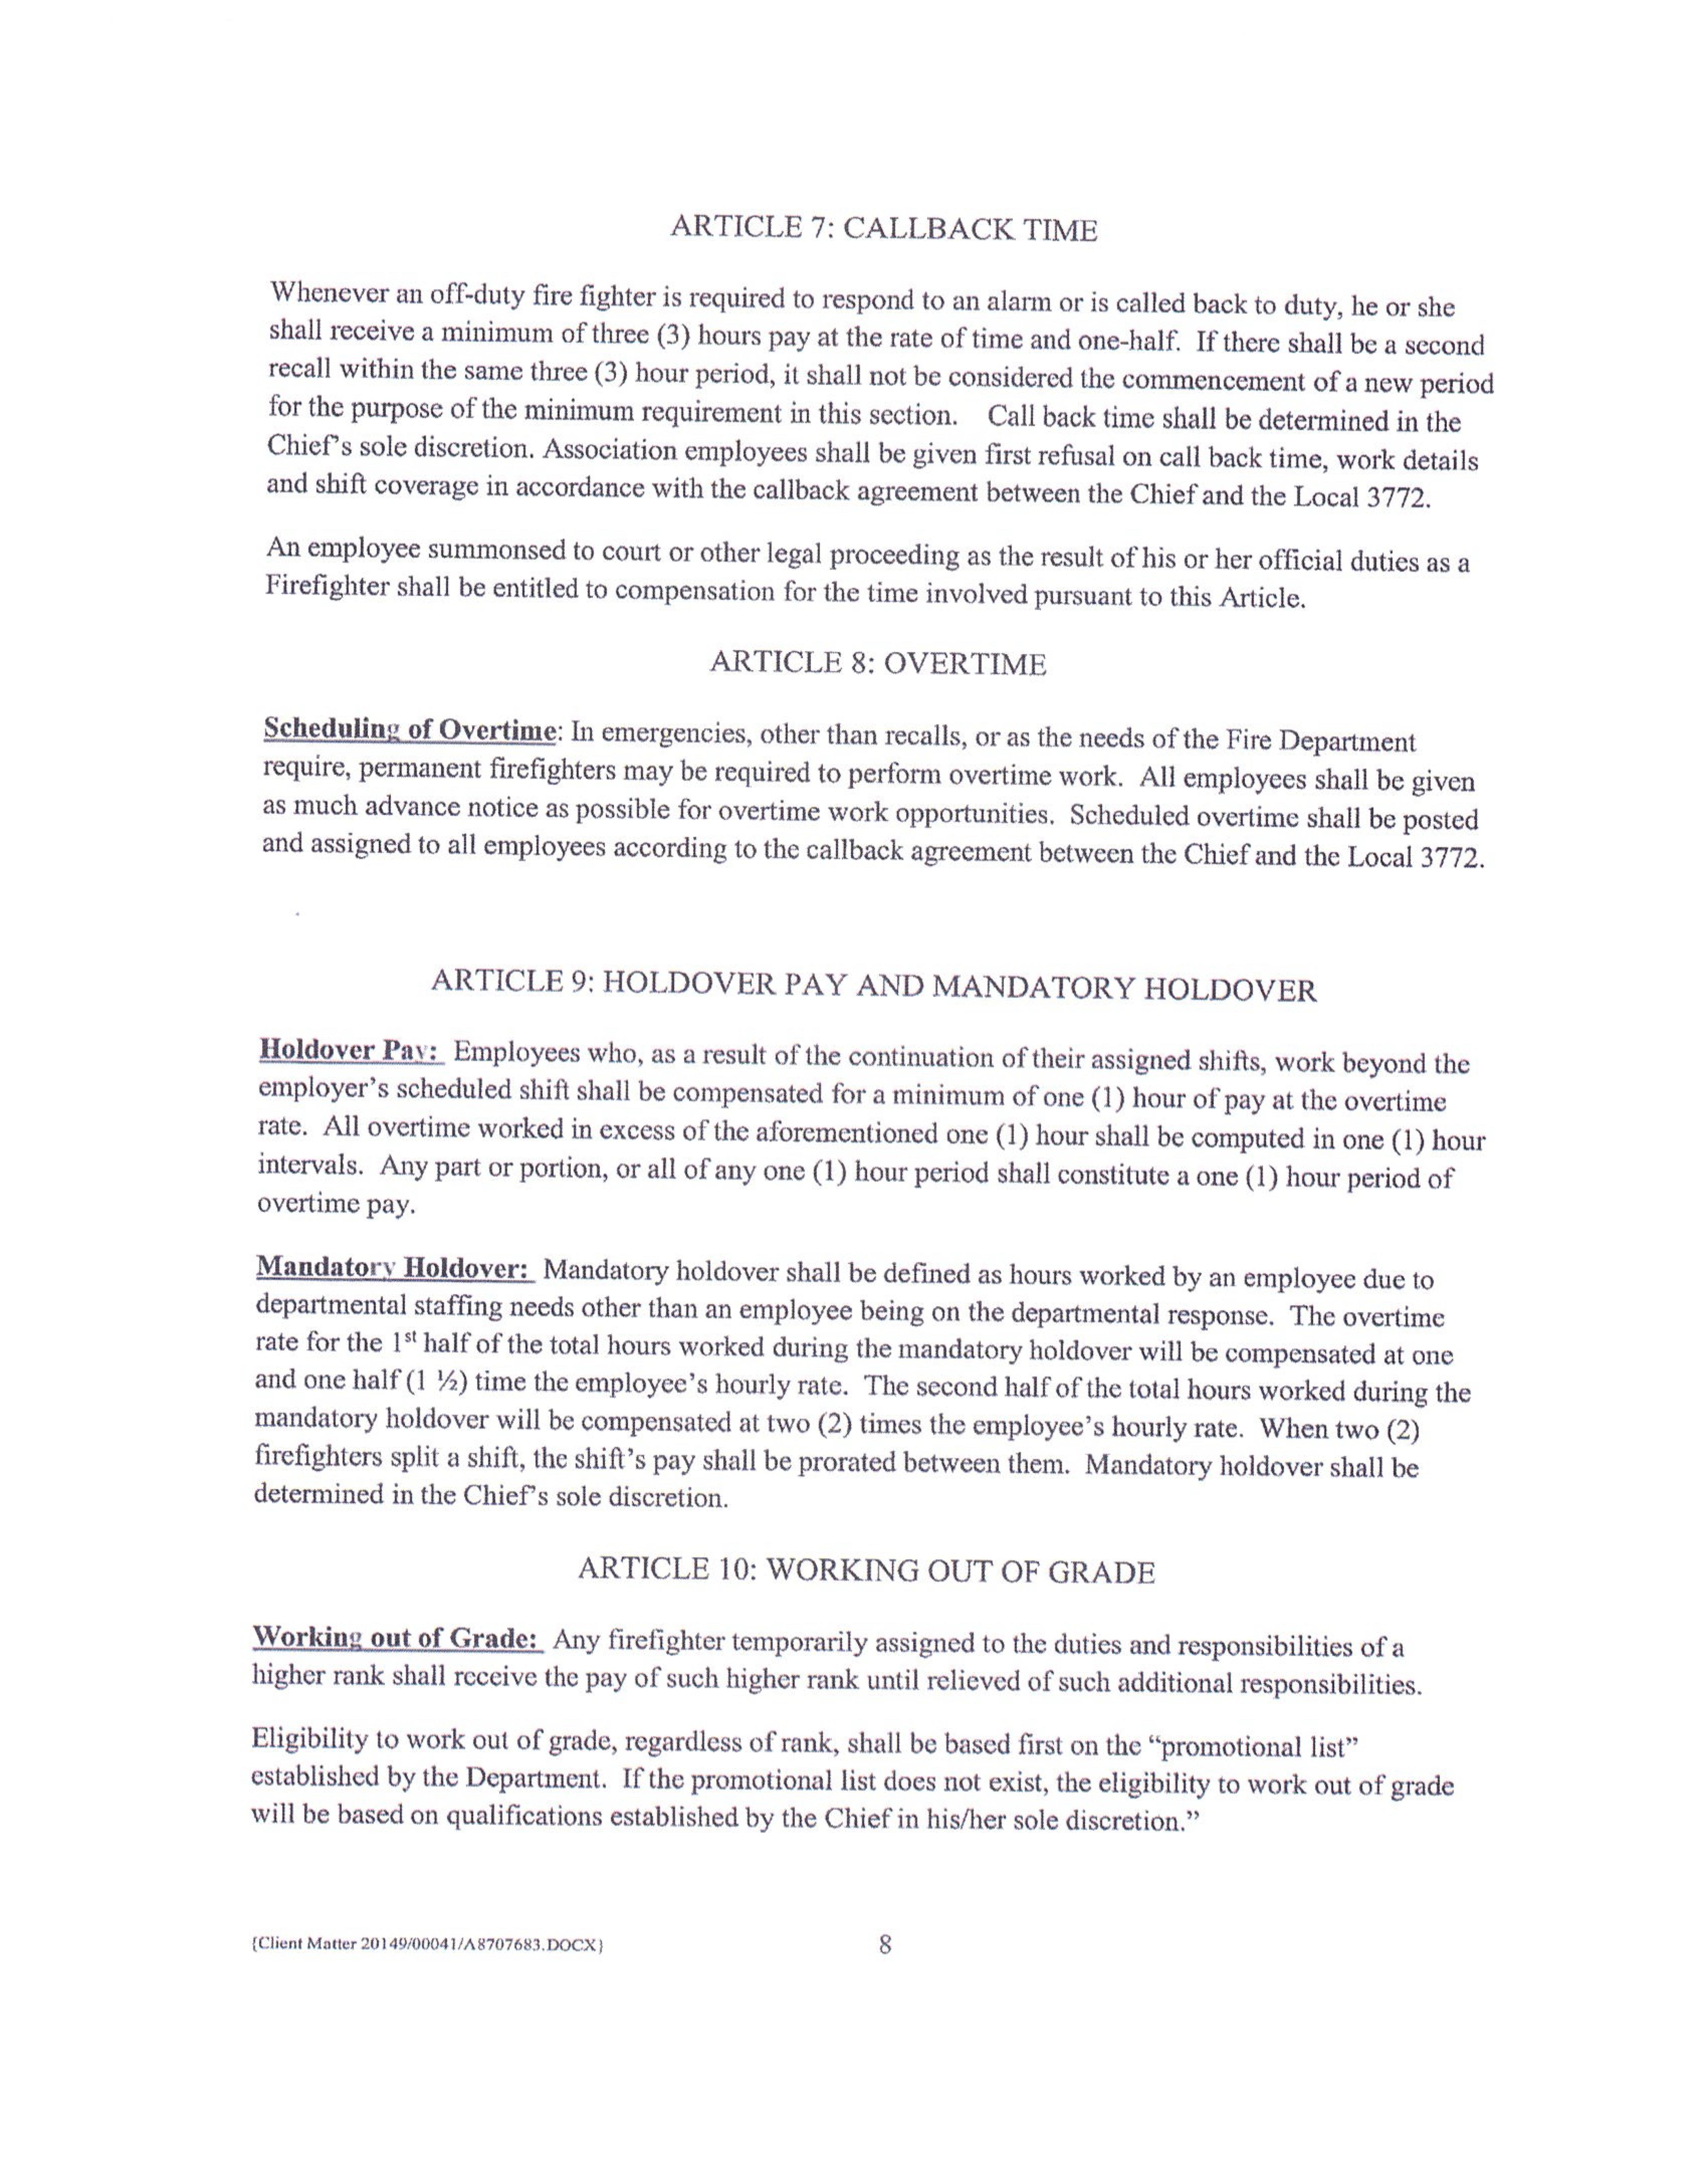 ARTICLE 7: CALLBACK TIME
Whenever an off-duty fire fighter is required to respond to an alarm or is called back to duty, he or she
shall receive a minimum of three (3) hours pay at the rate of time and one-half. If there shall be a second
recall within the same three (3) hour period, it shall not be considered the commencement of a new period
for the purpose of the minimum requirement in this section. Call back time shall be determined in the
Chief's sole discretion. Association employees shall be given first refusal on call back time, work details
and shift coverage in accordance with the callback agreement between the Chief and the Local 3772.
An employee summonsed to court or other legal proceeding as the result of his or her official duties as a
Firefighter shall be entitled to compensation for the time involved pursuant to this Article.
ARTICLE 8: OVERTIME
Scheduling of Overtime: In emergencies, other than recalls, or as the needs of the Fire Department
require, permanent firefighters may be required to perform overtime work. All employees shall be given
as much advance notice as possible for overtime work opportunities. Scheduled overtime shall be posted
and assigned to all employees according to the callback agreement between the Chief and the Local 3772.
ARTICLE 9: HOLDOVER PAY AND MANDATORY HOLDOVER
Holdover Pay: Employees who, as a result of the continuation of their assigned shifts, work beyond the
employer's scheduled shift shall be compensated for a minimum of one (1) hour of pay at the overtime
rate. All overtime worked in excess of the aforementioned one (1) hour shall be computed in one (1) hour
intervals. Any part or portion, or all of any one (1) hour period shall constitute a one (1) hour period of
overtime pay.
Mandatory Holdover: Mandatory holdover shall be defined as hours worked by an employee due to
departmental staffing needs other than an employee being on the departmental response. The overtime
rate for the 1st half of the total hours worked during the mandatory holdover will be compensated at one
and one half (1 ½) time the employee's hourly rate. The second half of the total hours worked during the
mandatory holdover will be compensated at two (2) times the employee's hourly rate. When two (2)
firefighters split a shift, the shift's pay shall be prorated between them. Mandatory holdover shall be
determined in the Chief's sole discretion.
ARTICLE 10: WORKING OUT OF GRADE
Working out of Grade: Any firefighter temporarily assigned to the duties and responsibilities of a
higher rank shall receive the pay of such higher rank until relieved of such additional responsibilities.
Eligibility to work out of grade, regardless of rank, shall be based first on the “promotional list”
established by the Department. If the promotional list does not exist, the eligibility to work out of grade
will be based on qualifications established by the Chief in his/her sole discretion.”
{Client Matter 20149/00041/A8707683.DOCX}
8